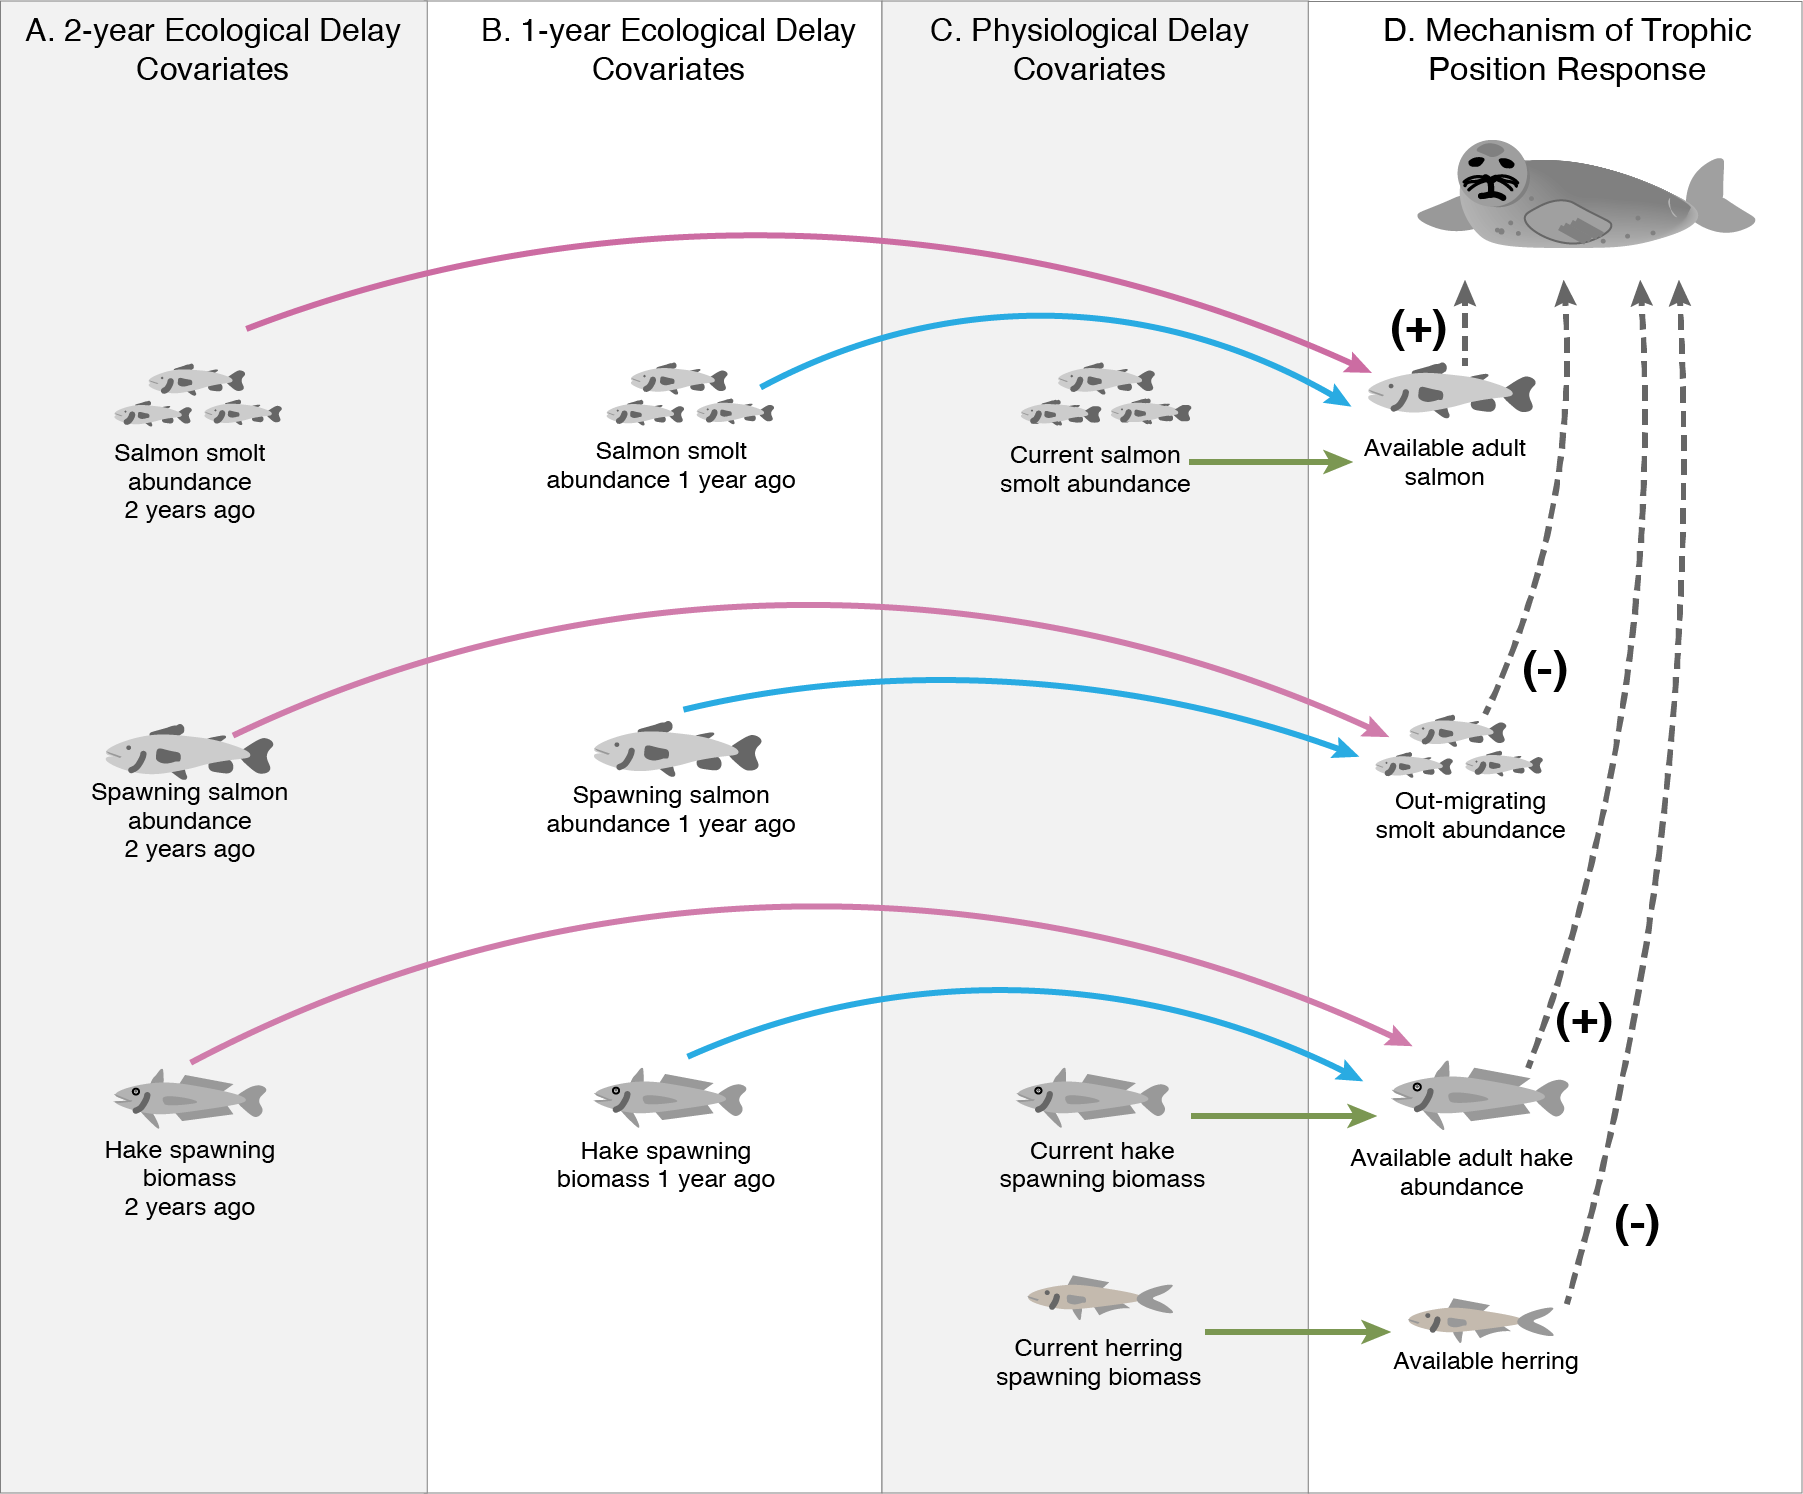 A. 2-year Ecological Delay
Covariates
B. 1-year Ecological Delay
Covariates
C. Physiological Delay
Covariates
D. Mechanism of Trophic
Position Response
(+)
Salmon smolt
abundance
2 years ago
Salmon smolt
abundance 1 year ago
Current salmon
smolt abundance
Available adult
salmon
(-)
Spawning salmon
abundance
2 years ago
Spawning salmon
abundance 1 year ago
Out-migrating
smolt abundance
(+)
Hake spawning
biomass
2 years ago
Hake spawning
biomass 1 year ago
Current hake
spawning biomass
Available adult hake
abundance
(-)
Current herring
spawning biomass
Available herring